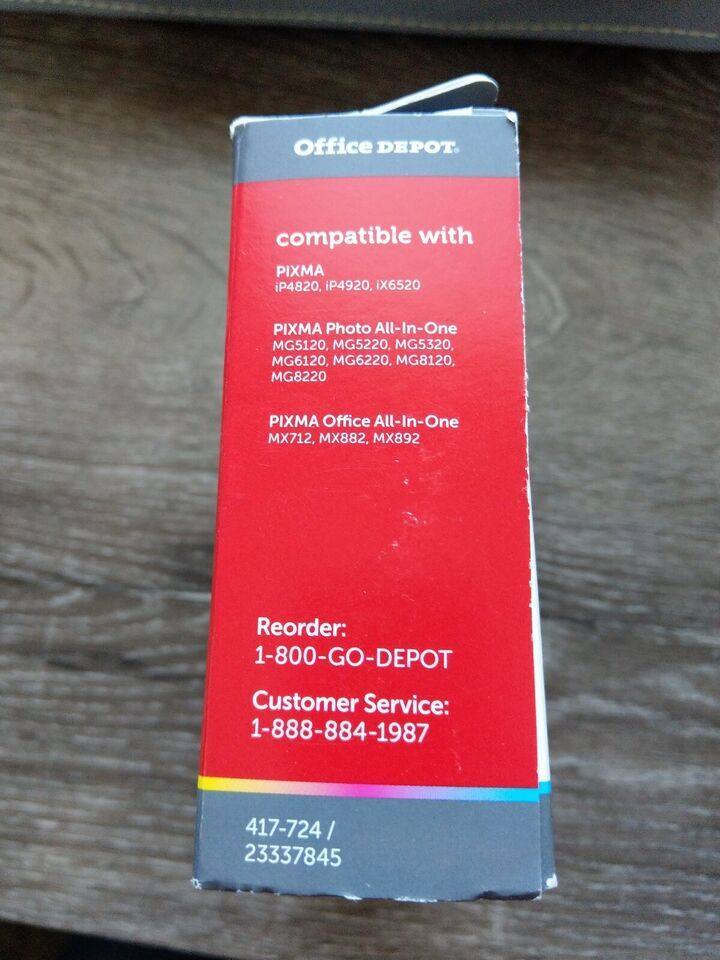 Office DEPOT®
compatible with
PIXMA
iP4820, iP4920, iX6520
PIXMA Photo All-In-One
MG5120, MG5220, MG5320,
MG6120, MG6220, MG8120,
MG8220
PIXMA Office All-In-One
MX712, MX882, MX892
Reorder:
1-800-GO-DEPOT
Customer Service:
1-888-884-1987
417-724 /
23337845